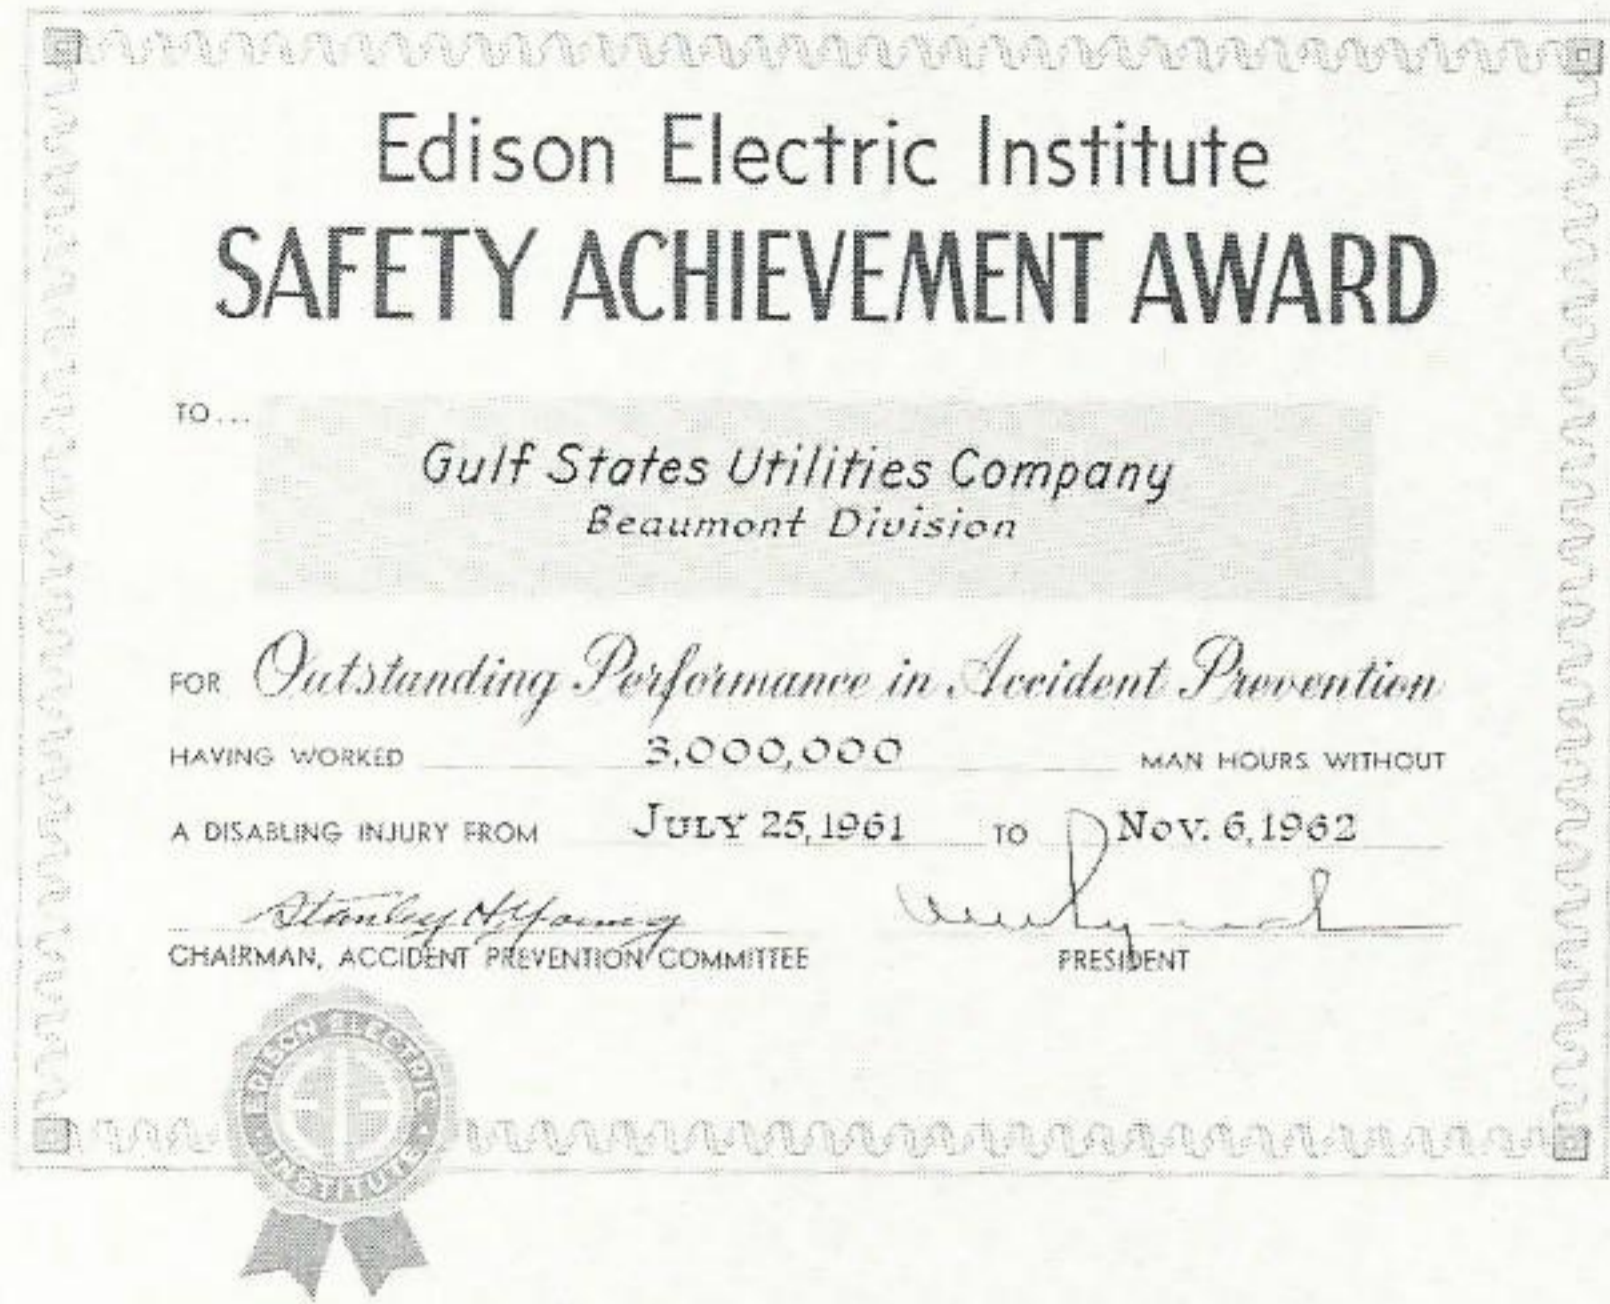 Edison Electric Institute
SAFETY ACHIEVEMENT AWARD
TO...
Gulf States Utilities Company
Beaumont Division
FOR Outstanding Performance in Accident Prevention
HAVING WORKED 3,000,000 MAN HOURS WITHOUT
A DISABLING INJURY FROM JULY 25, 1961 TO NOV. 6, 1962
Stanley H. Young
CHAIRMAN, ACCIDENT PREVENTION COMMITTEE PRESIDENT
EDISON ELECTRIC
INSTITUTE